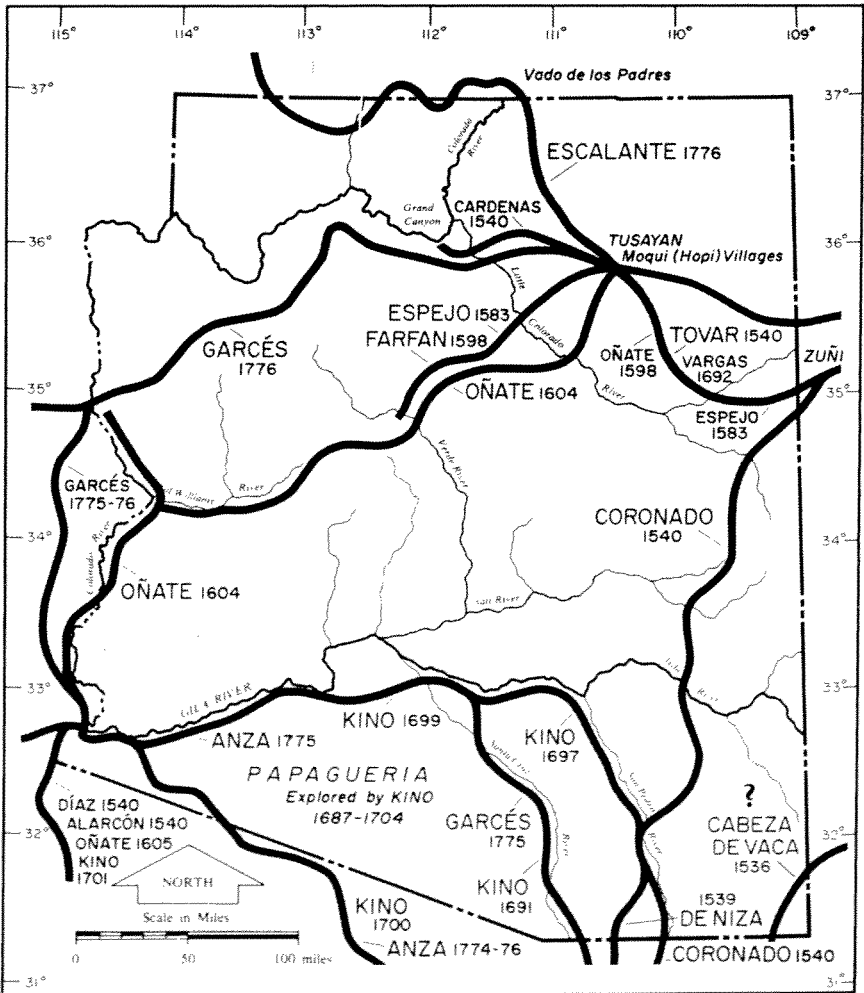 115° 114° 113° 112° 111° 110° 109°
Vado de los Padres
37° 37°
Colorado River
ESCALANTE 1776
Grand Canyon
CARDENAS
1540
36° 36°
TUSAYAN
Moqui (Hopi) Villages
Little Colorado River
ESPEJO 1583
FARFAN 1598
GARCÉS
1776
OÑATE
1598
TOVAR 1540
VARGAS
1692
ZUÑI
OÑATE 1604
35° 35°
ESPEJO
1583
Verde River
GARCÉS
1775-76
Williams River
CORONADO
1540
34° 34°
Colorado River
OÑATE 1604
Salt River
33° 33°
GILA RIVER
Gila River
KINO 1699
ANZA 1775
KINO
1697
PAPAGUERIA
Explored by KINO
1687-1704
Santa Cruz River
San Pedro River
?
DÍAZ 1540
ALARCÓN 1540
OÑATE 1605
KINO
1701
GARCÉS
1775
CABEZA
DE VACA
1536
32° 32°
NORTH
KINO
1691
1539
DE NIZA
Scale in Miles
0 50 100 miles
KINO
1700
ANZA 1774-76
CORONADO 1540
31° 31°